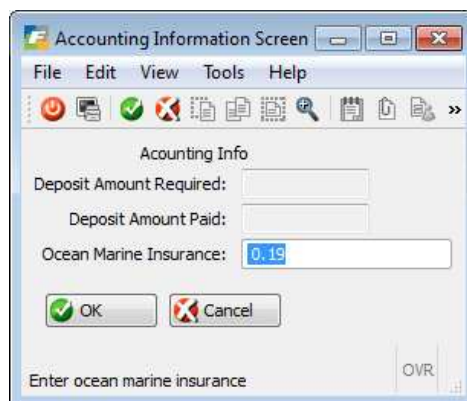 Accounting Information Screen
File Edit View Tools Help
»
Acounting Info
Deposit Amount Required:
Deposit Amount Paid:
Ocean Marine Insurance: 0.19
OK Cancel
Enter ocean marine insurance OVR